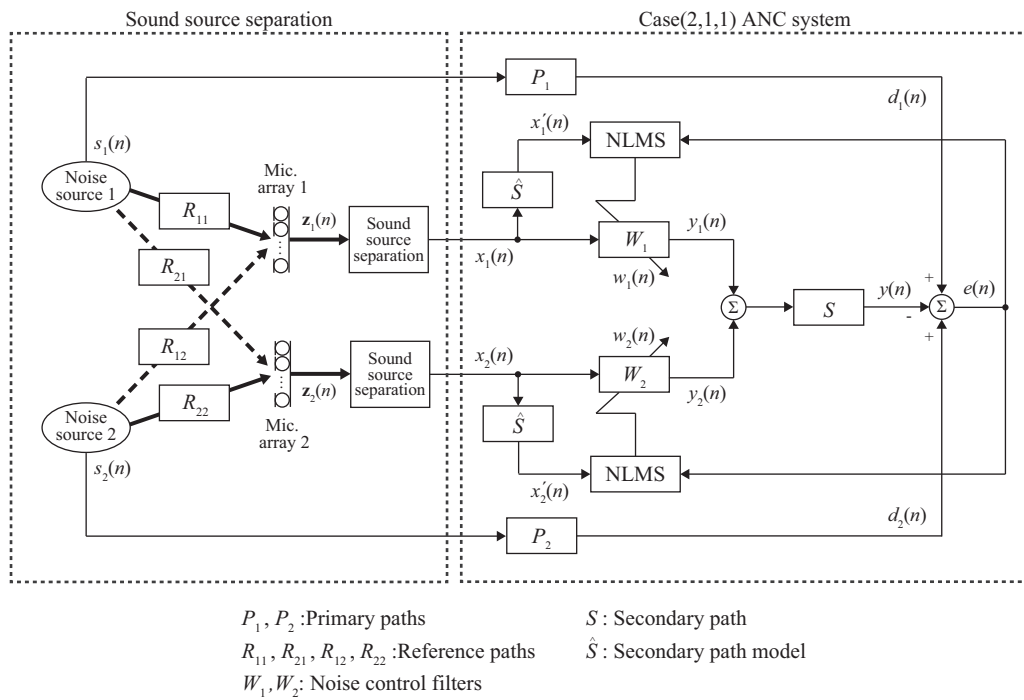 Sound source separation
Case(2,1,1) ANC system
P₁
d₁(n)
s₁(n)
x′₁(n)
NLMS
Noise
source 1
Mic.
array 1
R₁₁
Ŝ
z₁(n)
Sound
source
separation
y₁(n)
W₁
R₂₁
x₁(n)
w₁(n)
+
y(n)
e(n)
Σ
S
Σ
-
R₁₂
x₂(n)
w₂(n)
+
Sound
source
separation
W₂
z₂(n)
y₂(n)
R₂₂
Noise
source 2
Mic.
array 2
Ŝ
s₂(n)
x′₂(n)
NLMS
d₂(n)
P₂
P₁, P₂ :Primary paths
S : Secondary path
R₁₁, R₂₁, R₁₂, R₂₂ :Reference paths
Ŝ : Secondary path model
W₁,W₂: Noise control filters